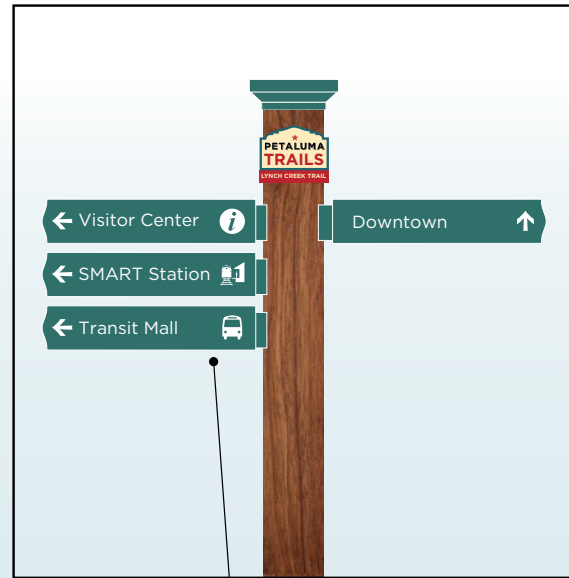 PETALUMA
TRAILS
LYNCH CREEK TRAIL
Visitor Center
SMART Station
Transit Mall
Downtown